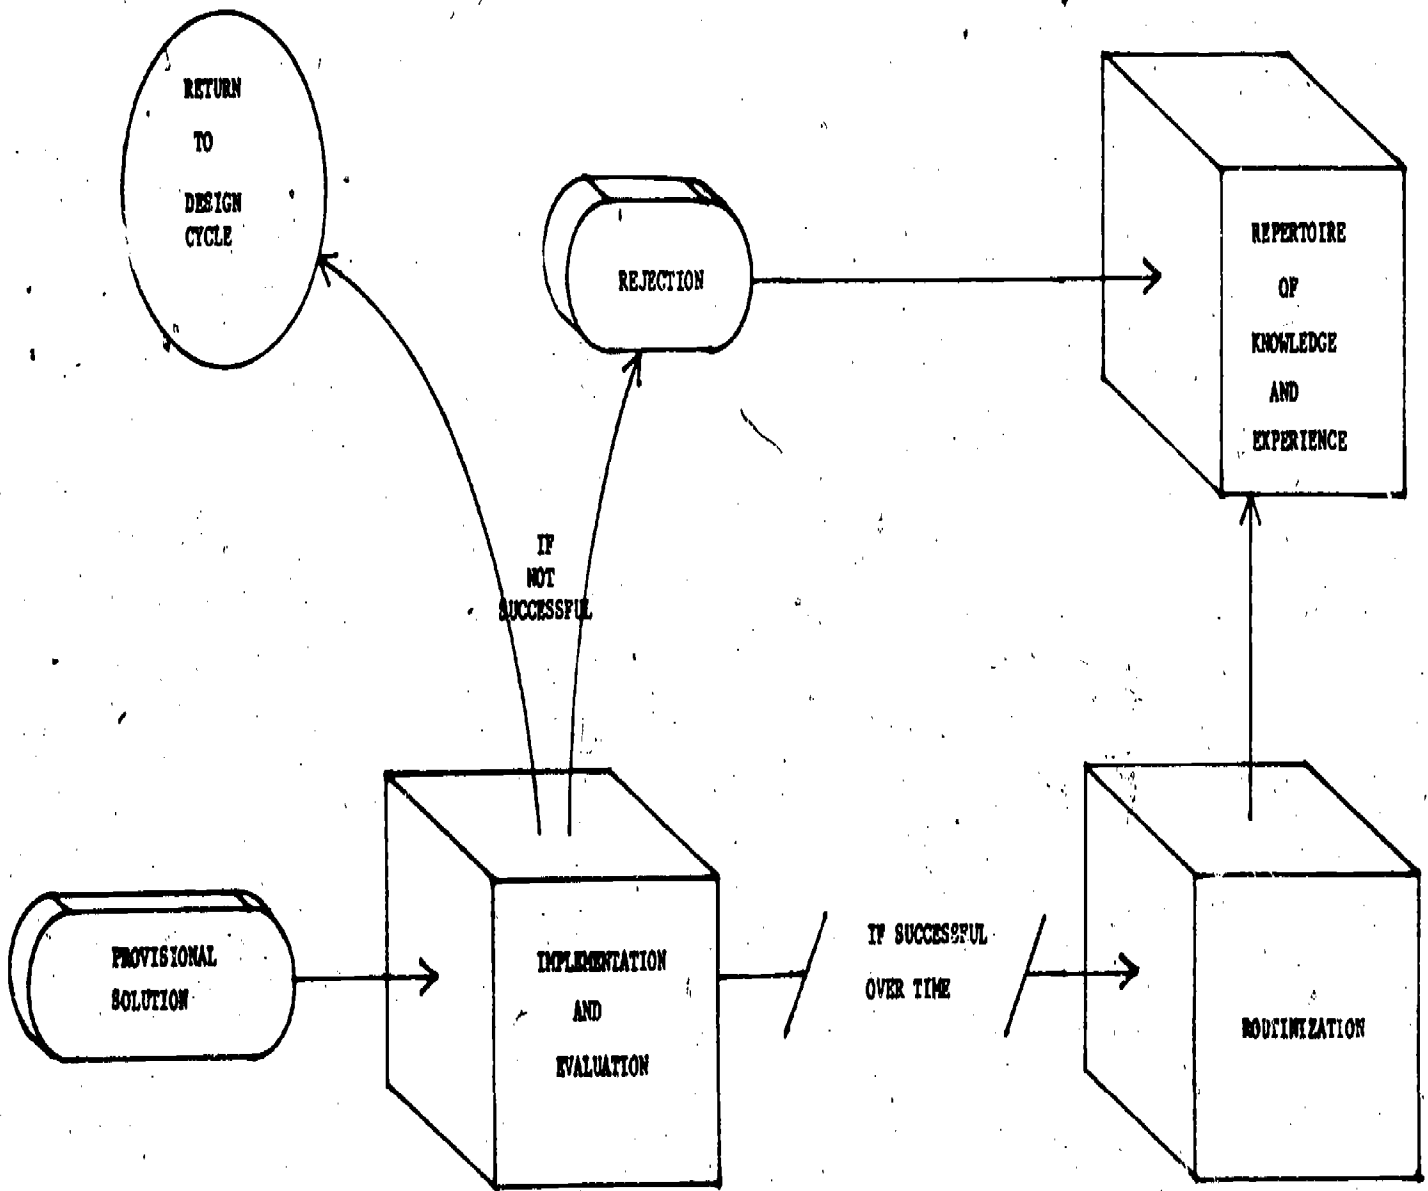 RETURN
TO
DESIGN
CYCLE
REJECTION
REPERTOIRE
OF
KNOWLEDGE
AND
EXPERIENCE
IF
NOT
SUCCESSFUL
PROVISIONAL
SOLUTION
IMPLEMENTATION
AND
EVALUATION
IF SUCCESSFUL
OVER TIME
ROUTINIZATION